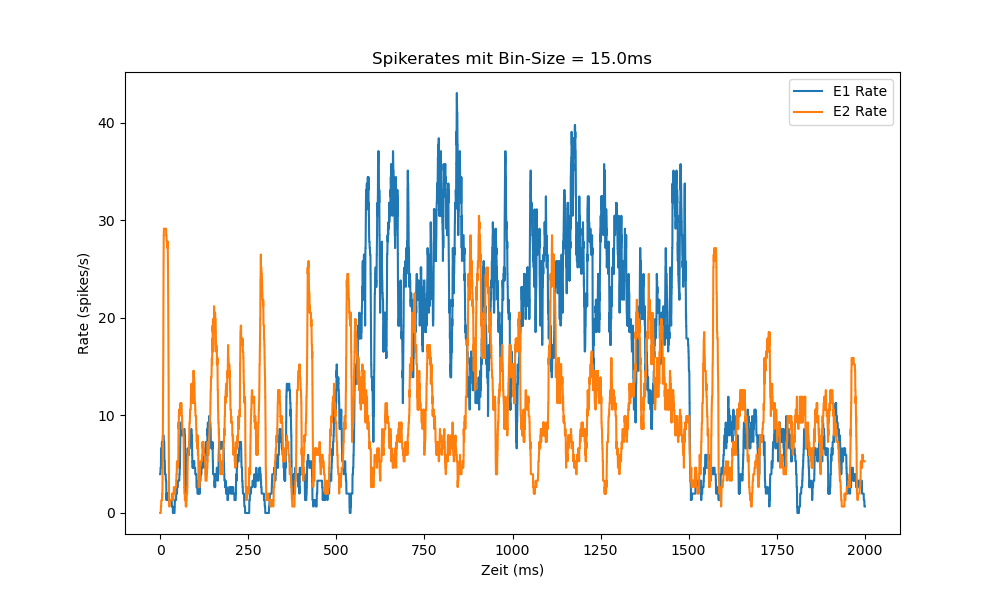 Spikerates mit Bin-Size = 15.0ms
E1 Rate
E2 Rate
Rate (spikes/s)
40
30
20
10
0
0 250 500 750 1000 1250 1500 1750 2000
Zeit (ms)